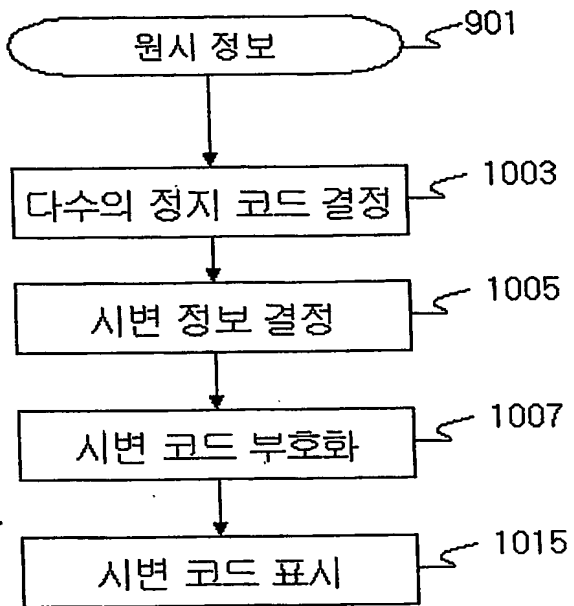 원시 정보
901
다수의 정지 코드 결정
1003
시변 정보 결정
1005
시변 코드 부호화
1007
시변 코드 표시
1015